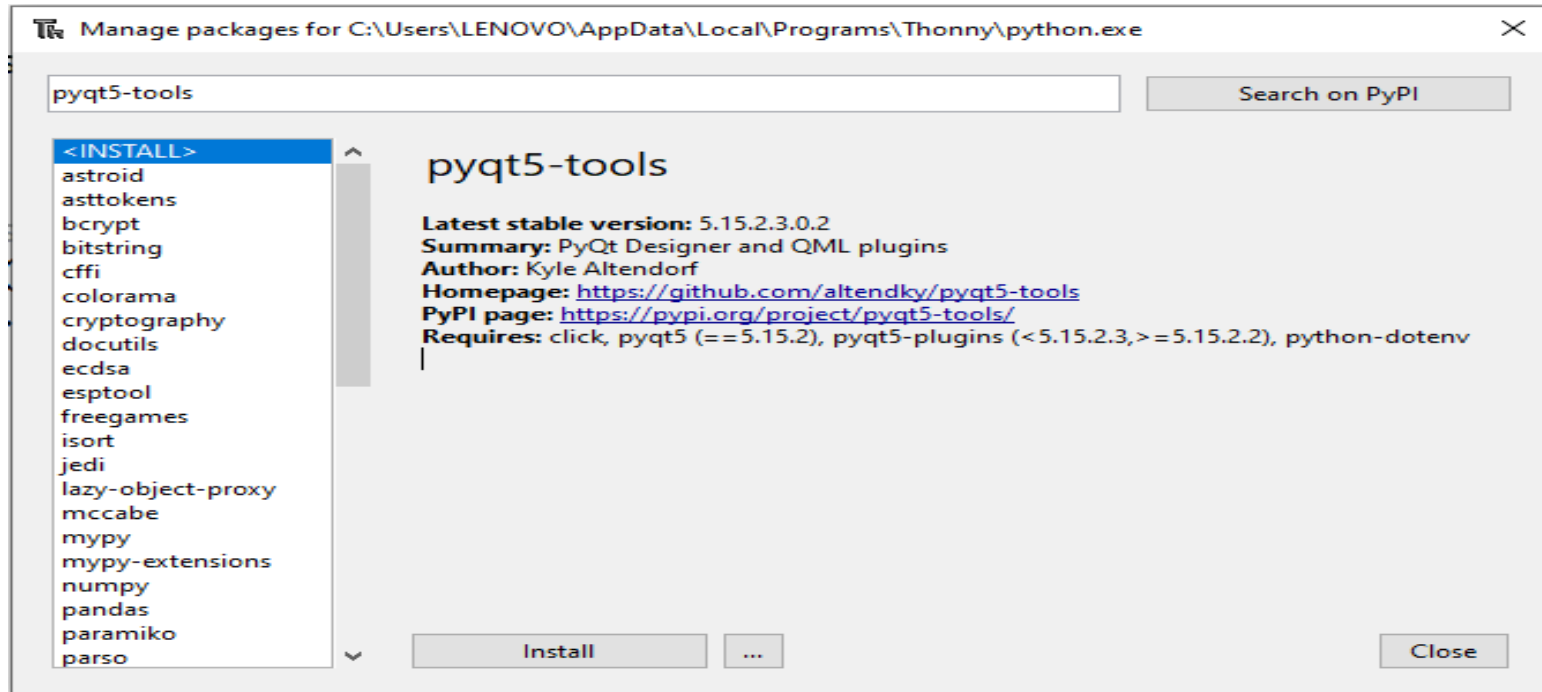 Manage packages for C:\Users\LENOVO\AppData\Local\Programs\Thonny\python.exe
pyqt5-tools
Search on PyPI
<INSTALL>
astroid
asttokens
bcrypt
bitstring
cffi
colorama
cryptography
docutils
ecdsa
esptool
freegames
isort
jedi
lazy-object-proxy
mccabe
mypy
mypy-extensions
numpy
pandas
paramiko
parso
pyqt5-tools
Latest stable version: 5.15.2.3.0.2
Summary: PyQt Designer and QML plugins
Author: Kyle Altendorf
Homepage: https://github.com/altendky/pyqt5-tools
PyPI page: https://pypi.org/project/pyqt5-tools/
Requires: click, pyqt5 (==5.15.2), pyqt5-plugins (<5.15.2.3,>=5.15.2.2), python-dotenv
Install
...
Close